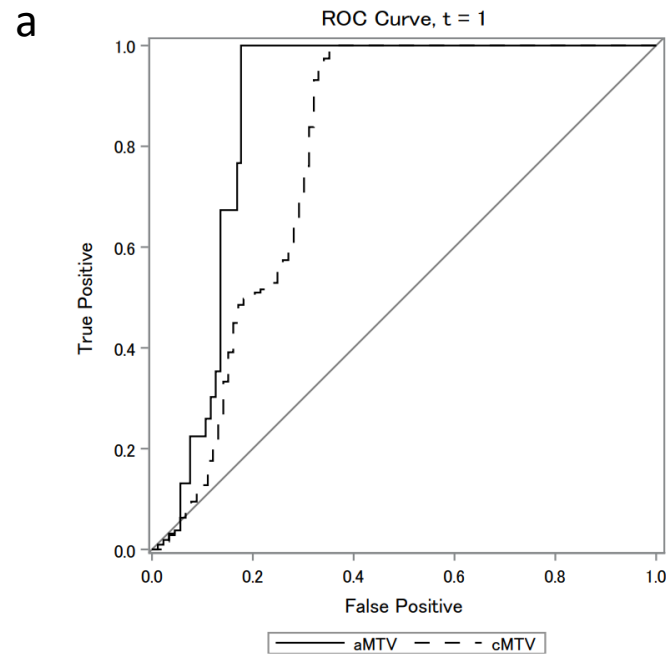 a
ROC Curve, t = 1
1.0
0.8
0.6
0.4
0.2
0.0
True Positive
0.0 0.2 0.4 0.6 0.8 1.0
False Positive
aMTV cMTV